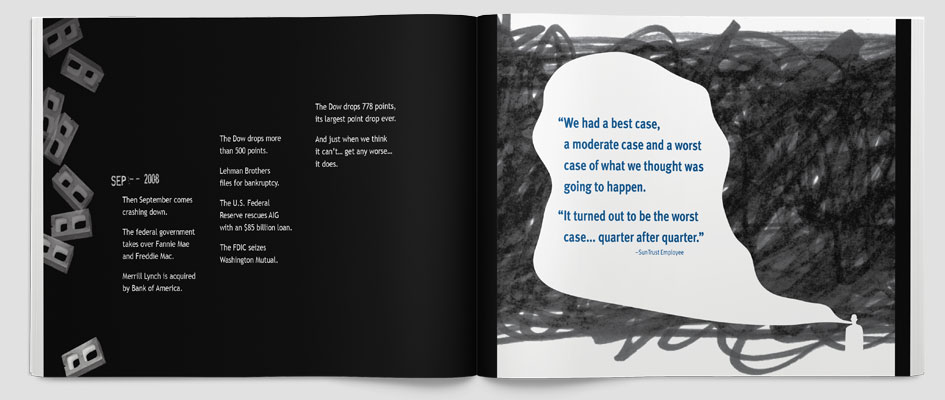 SEP -- 2008
Then September comes
crashing down.
The federal government
takes over Fannie Mae
and Freddie Mac.
Merrill Lynch is acquired
by Bank of America.
The Dow drops more
than 500 points.
Lehman Brothers
files for bankruptcy.
The U.S. Federal
Reserve rescues AIG
with an $85 billion loan.
The FDIC seizes
Washington Mutual.
The Dow drops 778 points,
its largest point drop ever.
And just when we think
it can't... get any worse...
it does.
“We had a best case,
a moderate case and a worst
case of what we thought was
going to happen.
“It turned out to be the worst
case... quarter after quarter.”
–SunTrust Employee